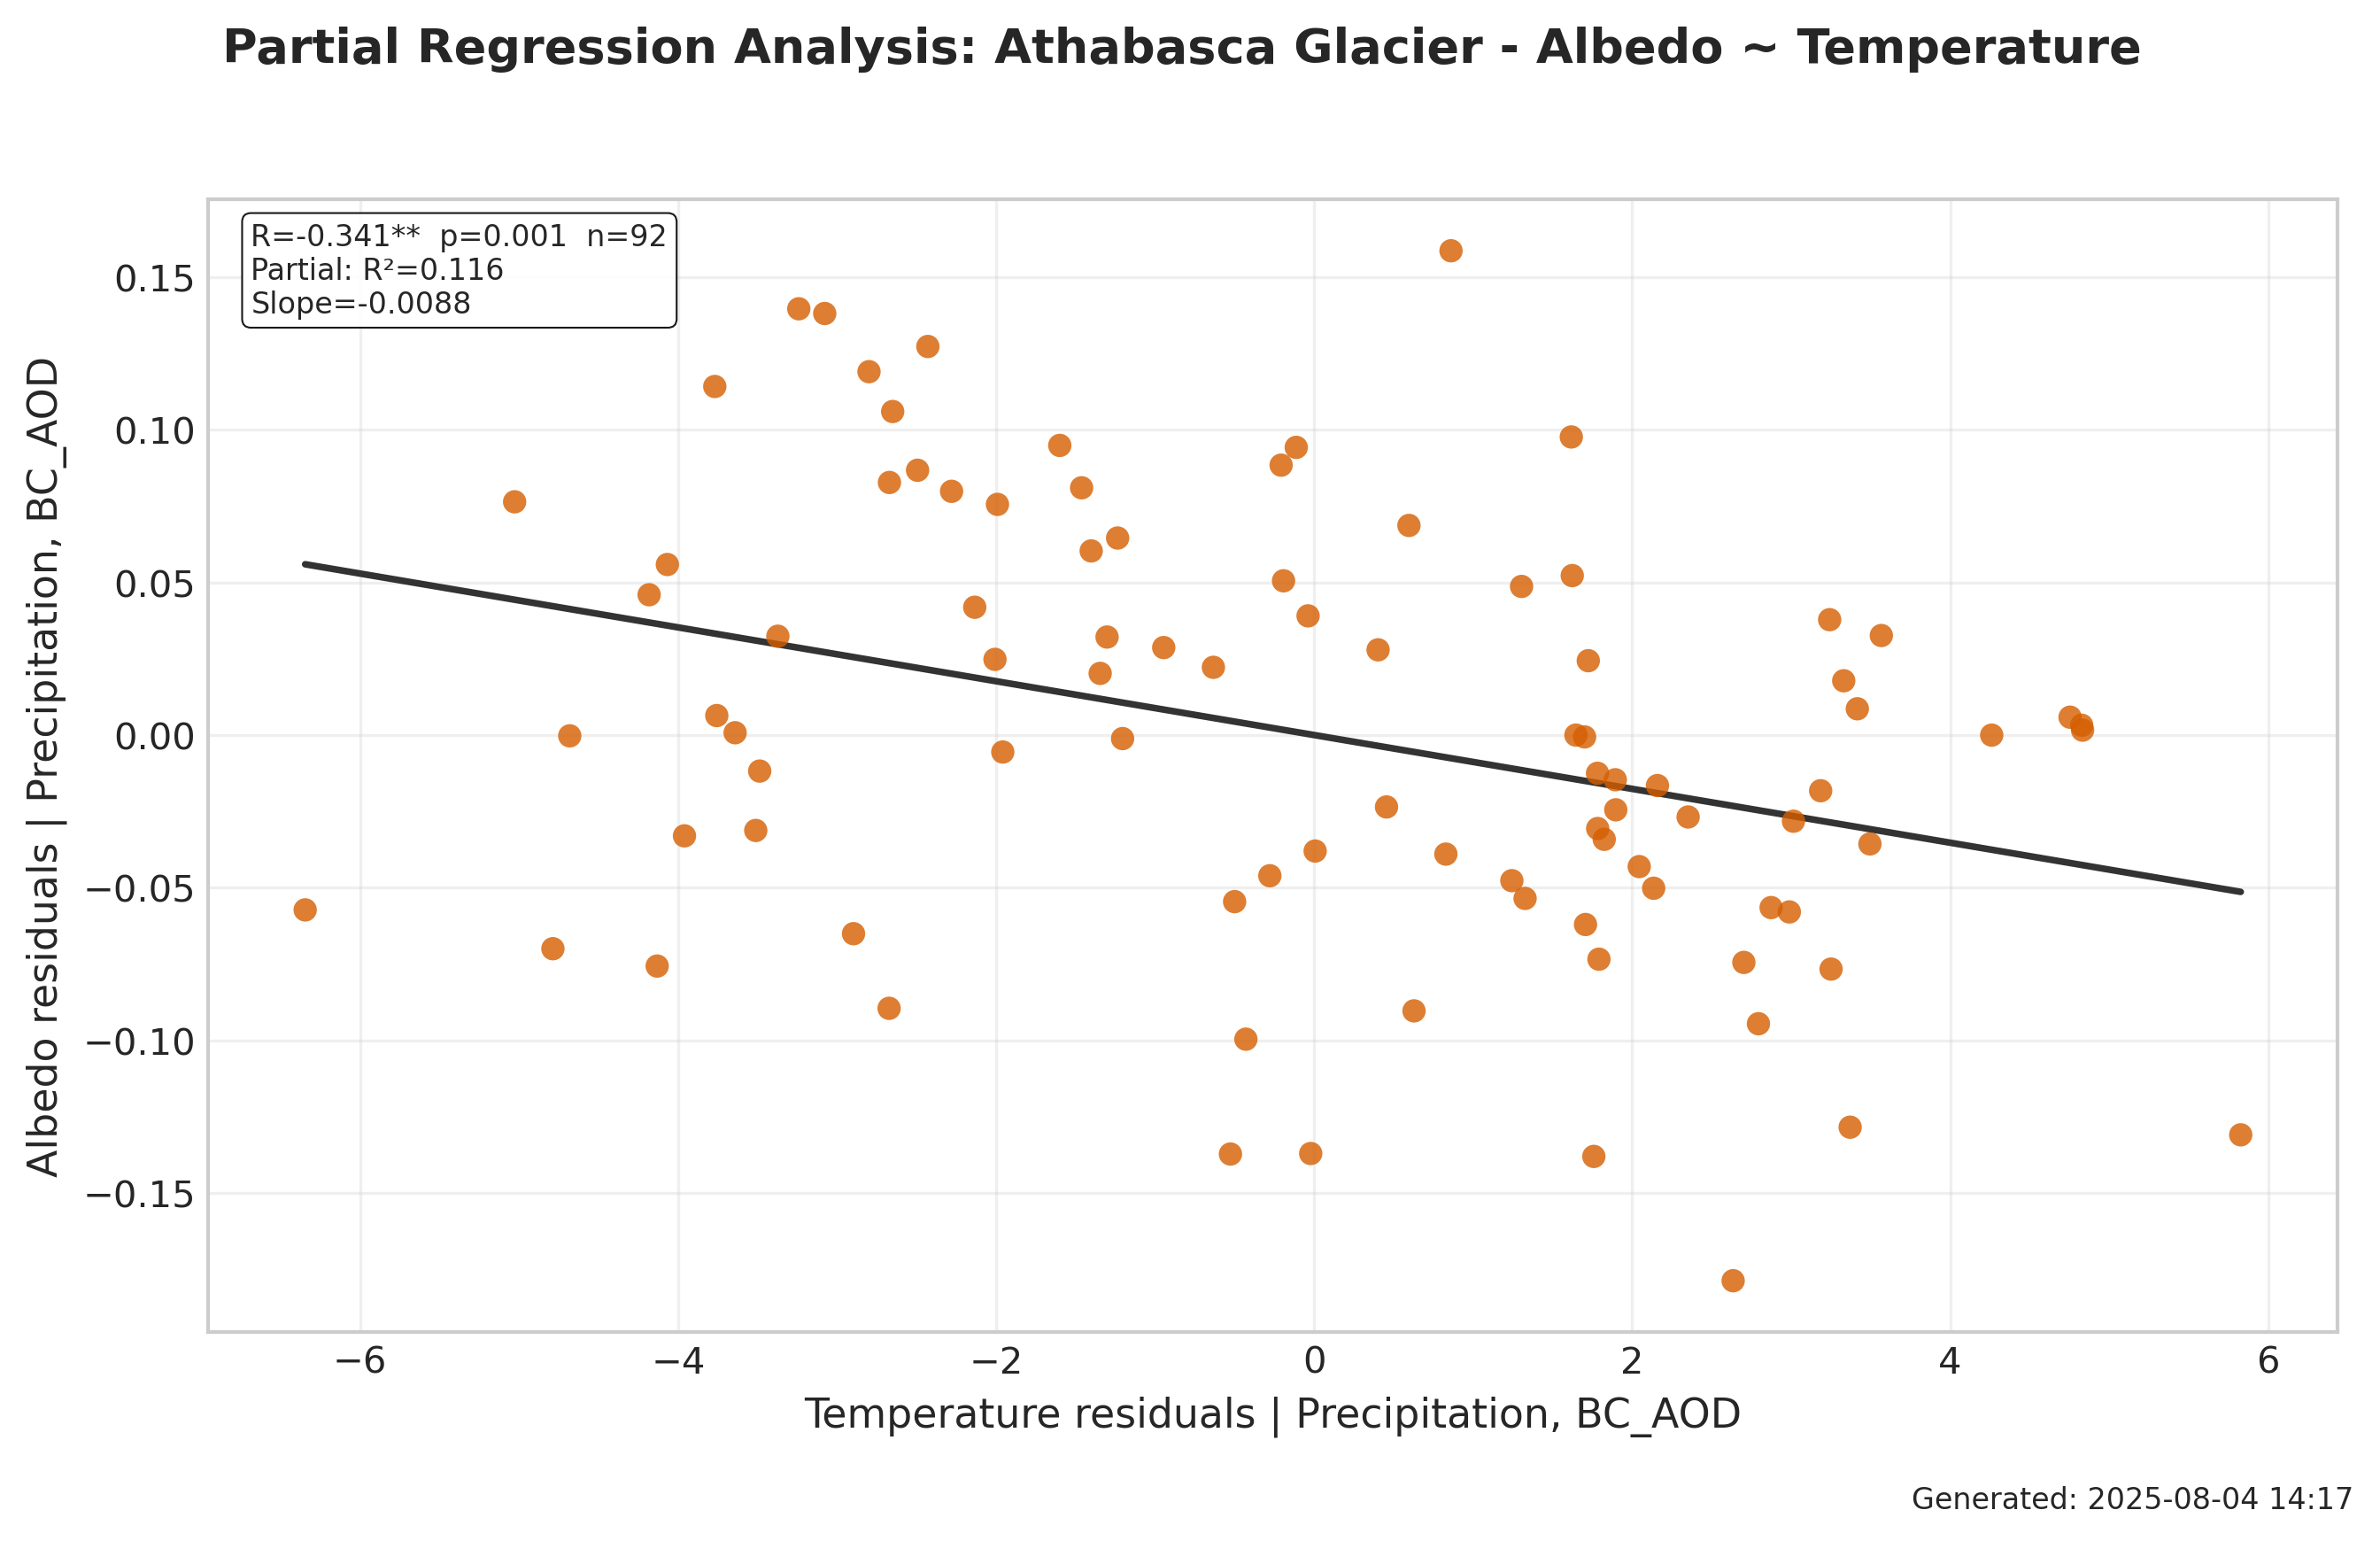 Partial Regression Analysis: Athabasca Glacier - Albedo ~ Temperature
R=-0.341**  p=0.001  n=92
Partial: R²=0.116
Slope=-0.0088
Albedo residuals | Precipitation, BC_AOD
0.15
0.10
0.05
0.00
−0.05
−0.10
−0.15
−6
−4
−2
0
2
4
6
Temperature residuals | Precipitation, BC_AOD
Generated: 2025-08-04 14:17